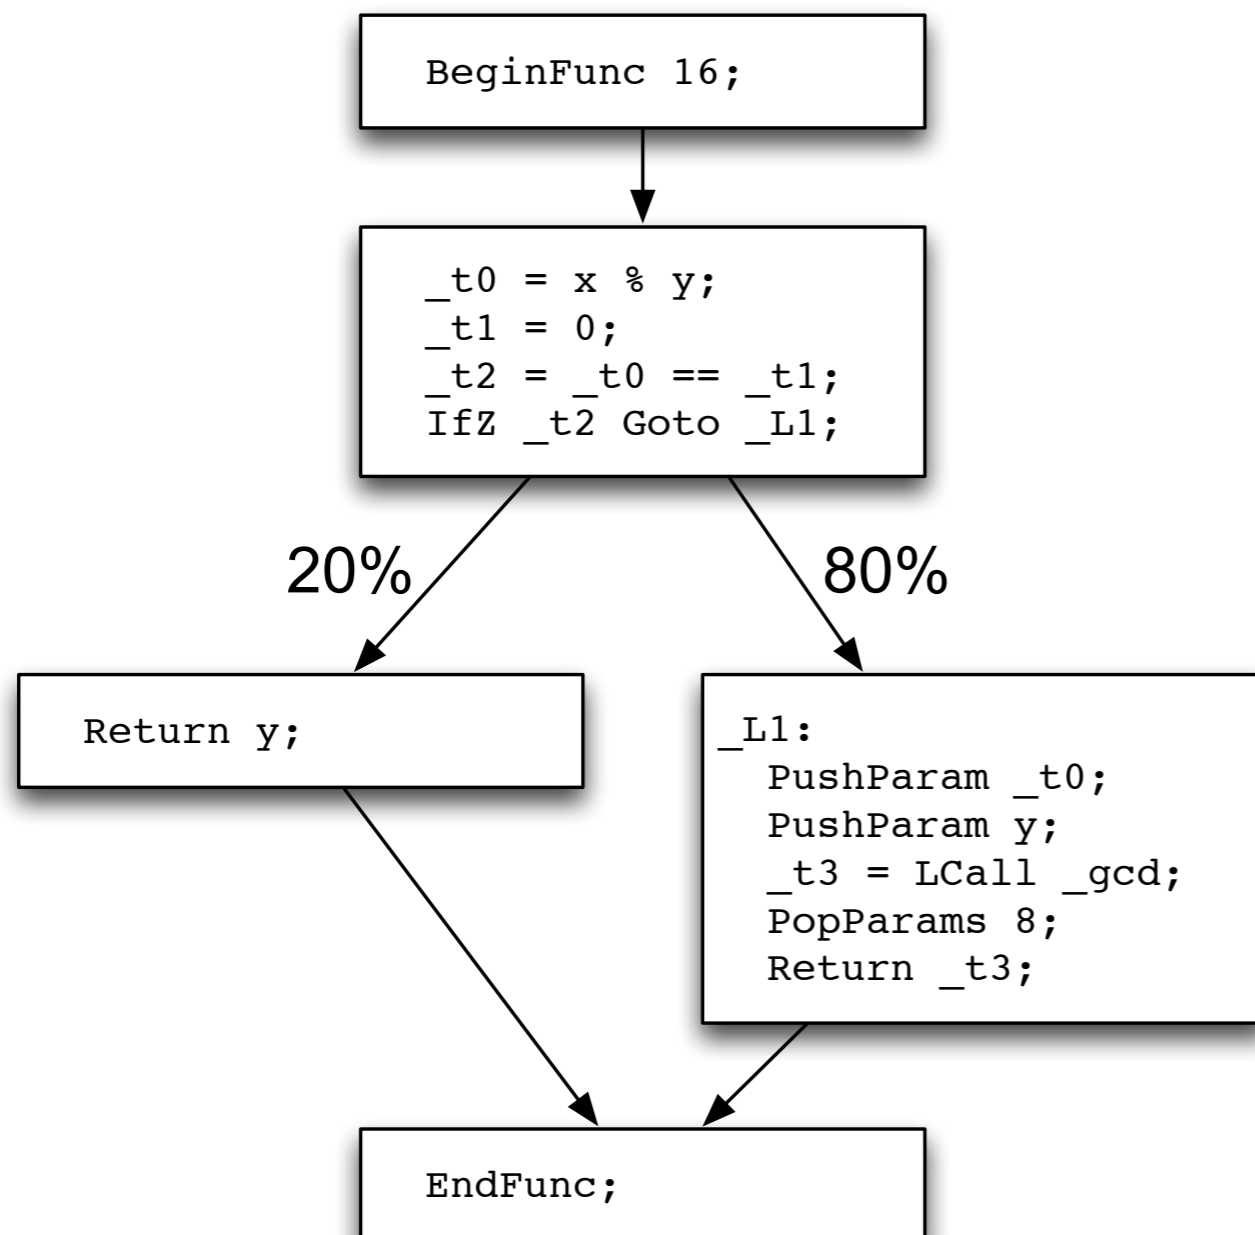 BeginFunc 16;
_t0 = x % y;
_t1 = 0;
_t2 = _t0 == _t1;
IfZ _t2 Goto _L1;
20%
80%
Return y;
_L1:
PushParam _t0;
PushParam y;
_t3 = LCall _gcd;
PopParams 8;
Return _t3;
EndFunc;